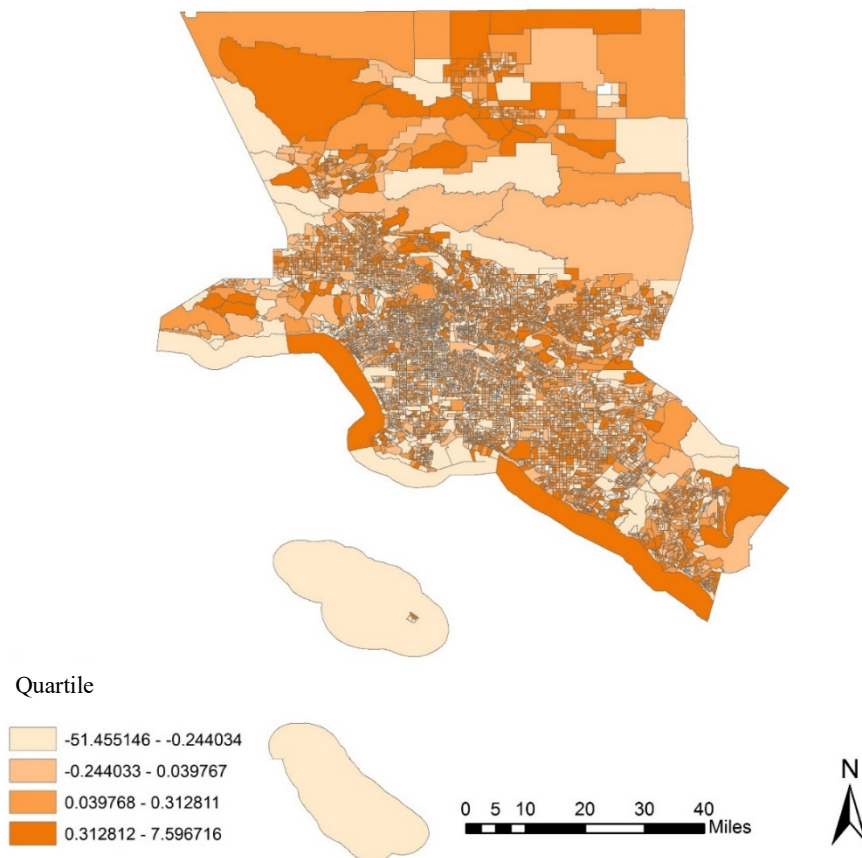 Quartile
-51.455146 - -0.244034
-0.244033 - 0.039767
0.039768 - 0.312811
0.312812 - 7.596716
0 5 10 20 30 40
Miles
N